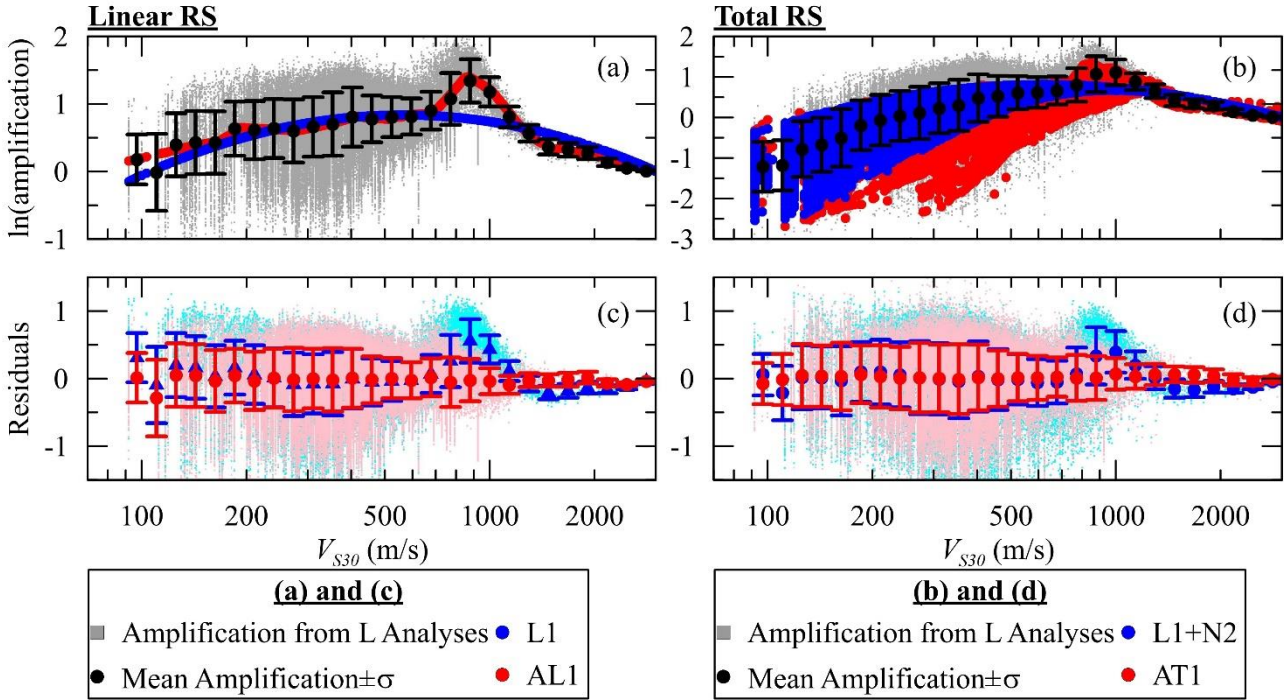 Linear RS
Total RS
ln(amplification)
2
1
0
-1
(a)
2
1
0
-1
-2
-3
(b)
Residuals
1
0
-1
(c)
1
0
-1
(d)
100 200 500 1000 2000
100 200 500 1000 2000
V_S30 (m/s)
V_S30 (m/s)
(a) and (c)
Amplification from L Analyses L1
Mean Amplification±σ AL1
(b) and (d)
Amplification from L Analyses L1+N2
Mean Amplification±σ AT1